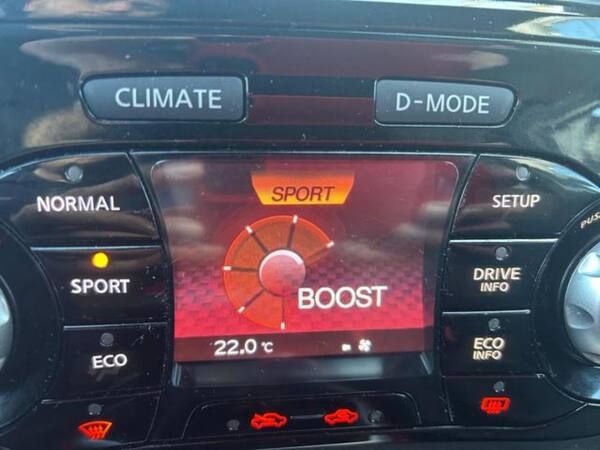 CLIMATE
D-MODE
NORMAL
SPORT
SETUP
SPORT
BOOST
DRIVE
INFO
ECO
22.0 °C
ECO
INFO